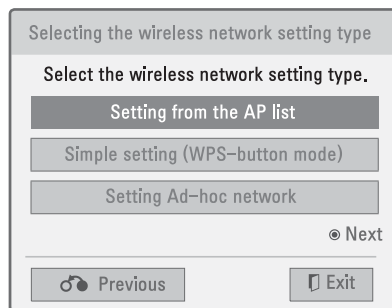 Selecting the wireless network setting type
Select the wireless network setting type.
Setting from the AP list
Simple setting (WPS-button mode)
Setting Ad-hoc network
Next
Previous
Exit